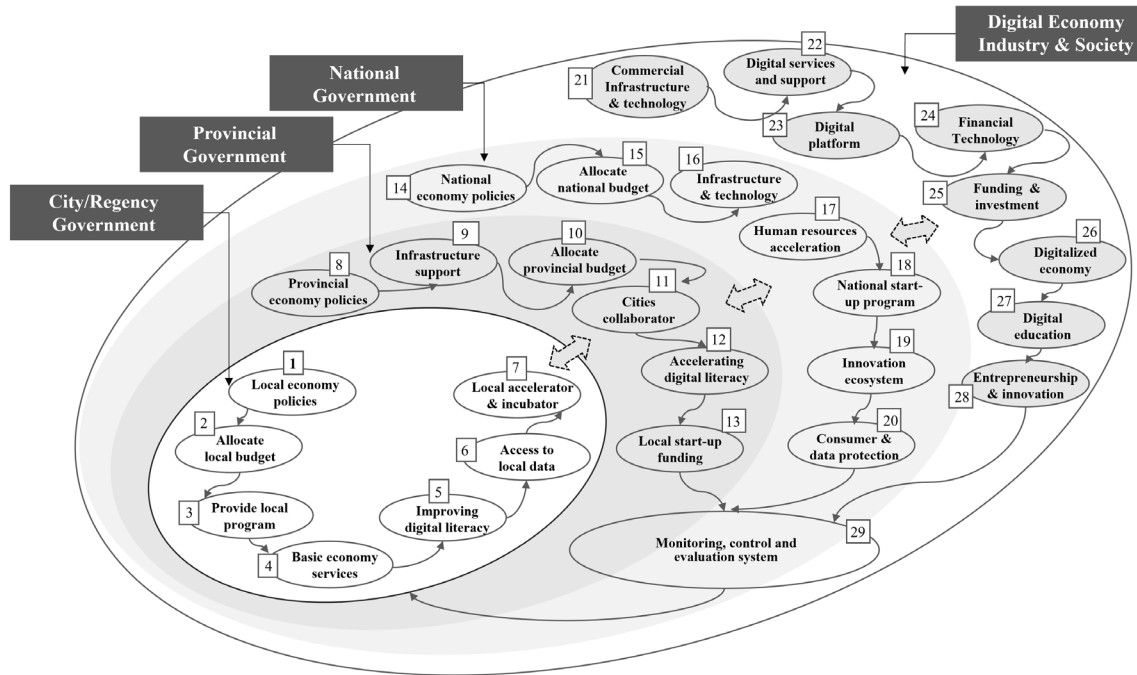 Digital Economy
Industry & Society
National
Government
Provincial
Government
City/Regency
Government
1
Local economy
policies
2
Allocate
local budget
3
Provide local
program
4
Basic economy
services
5
Improving
digital literacy
6
Access to
local data
7
Local accelerator
& incubator
8
Provincial
economy policies
9
Infrastructure
support
10
Allocate
provincial budget
11
Cities
collaborator
12
Accelerating
digital literacy
13
Local start-up
funding
14
National
economy policies
15
Allocate
national budget
16
Infrastructure
& technology
17
Human resources
acceleration
18
National start-
up program
19
Innovation
ecosystem
20
Consumer &
data protection
21
Commercial
Infrastructure
& technology
22
Digital services
and support
23
Digital
platform
24
Financial
Technology
25
Funding &
investment
26
Digitalized
economy
27
Digital
education
28
Entrepreneurship
& innovation
29
Monitoring, control and
evaluation system